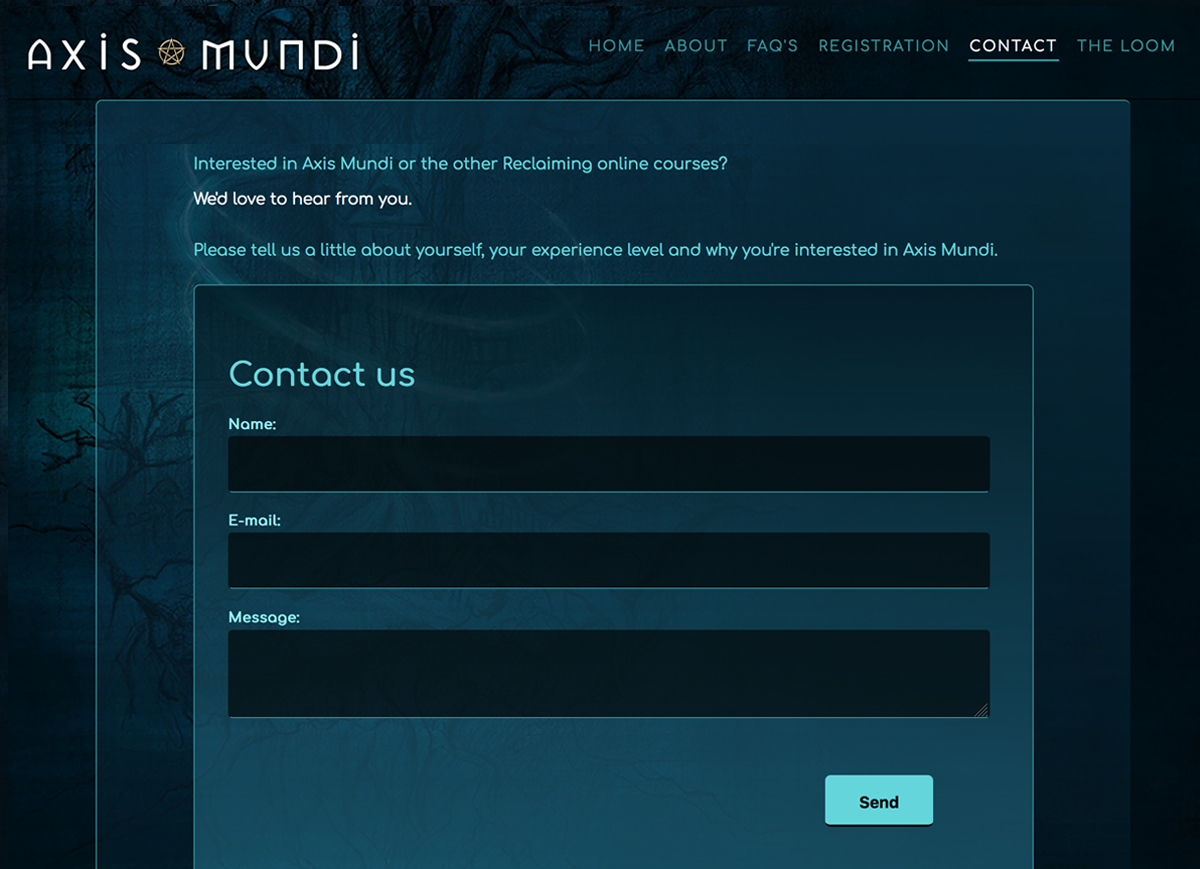 AXIS MUNDI
HOME ABOUT FAQ'S REGISTRATION CONTACT THE LOOM
Interested in Axis Mundi or the other Reclaiming online courses?
We'd love to hear from you.
Please tell us a little about yourself, your experience level and why you're interested in Axis Mundi.
Contact us
Name:
E-mail:
Message:
Send